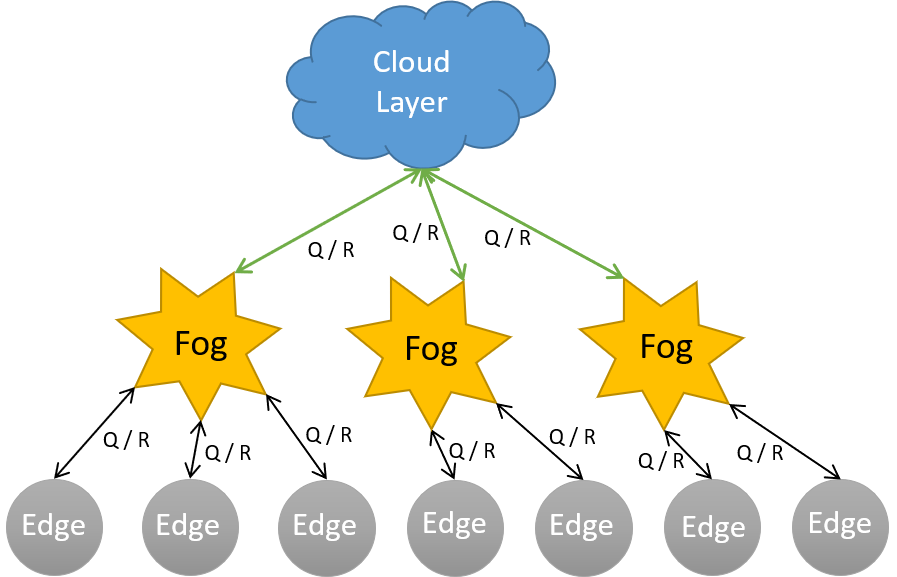 Cloud
Layer
Q / R
Q / R
Q / R
Fog
Fog
Fog
Q / R
Q / R
Q / R
Q / R
Q / R
Q / R
Q / R
Edge
Edge
Edge
Edge
Edge
Edge
Edge